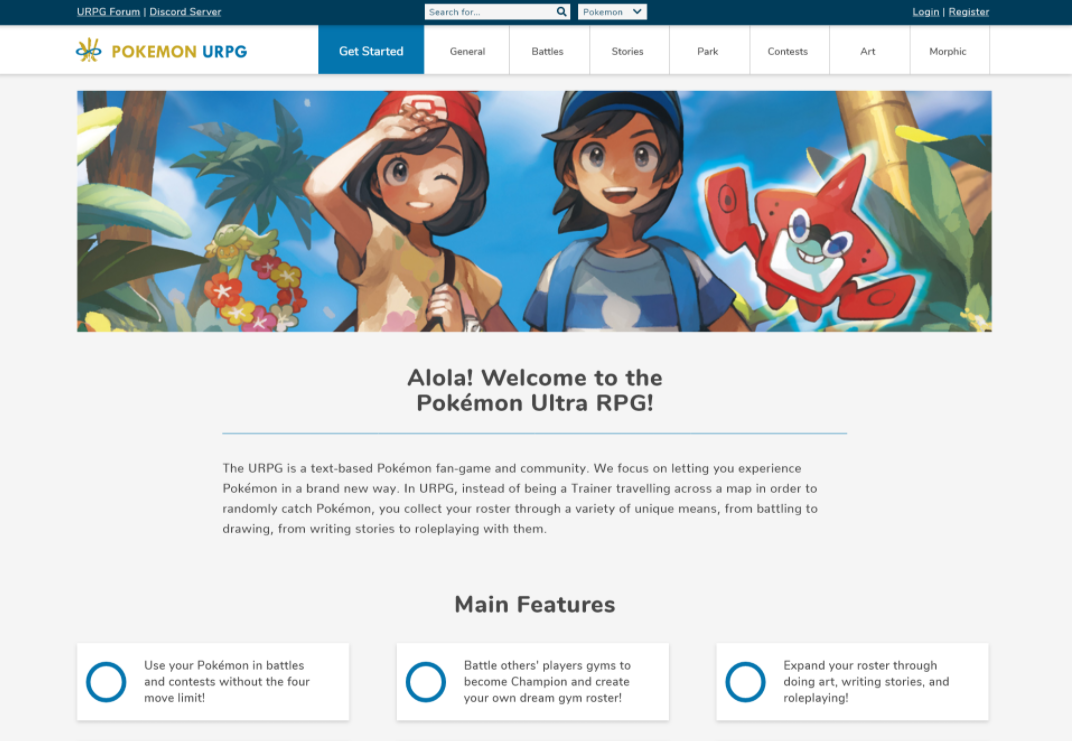 URPG Forum | Discord Server
Search for...
Pokemon
Login | Register
POKEMON URPG
Get Started
General
Battles
Stories
Park
Contests
Art
Morphic
Alola! Welcome to the
Pokémon Ultra RPG!
The URPG is a text-based Pokémon fan-game and community. We focus on letting you experience
Pokémon in a brand new way. In URPG, instead of being a Trainer travelling across a map in order to
randomly catch Pokémon, you collect your roster through a variety of unique means, from battling to
drawing, from writing stories to roleplaying with them.
Main Features
Use your Pokémon in battles
and contests without the four
move limit!
Battle others' players gyms to
become Champion and create
your own dream gym roster!
Expand your roster through
doing art, writing stories, and
roleplaying!